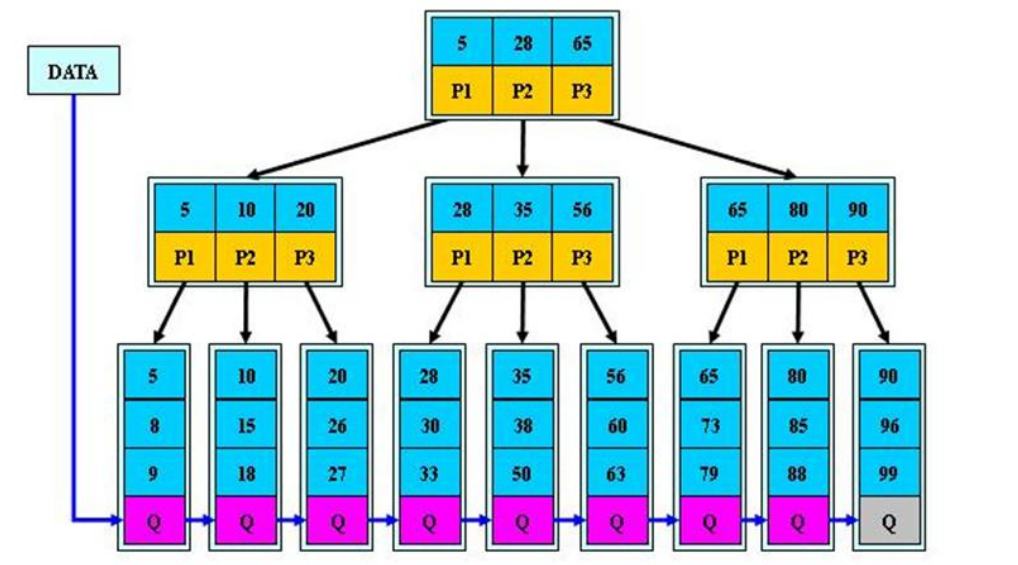 5 28 65
DATA
P1 P2 P3
5 10 20 28 35 56 65 80 90
P1 P2 P3 P1 P2 P3 P1 P2 P3
5 10 20 28 35 56 65 80 90
8 15 26 30 38 60 73 85 96
9 18 27 33 50 63 79 88 99
Q Q Q Q Q Q Q Q Q